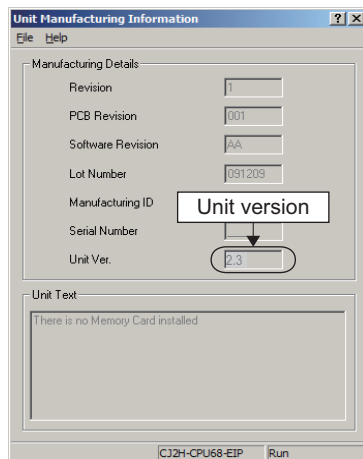 Unit Manufacturing Information
File Help
Manufacturing Details
Revision 1
PCB Revision 001
Software Revision AA
Lot Number 091209
Manufacturing ID
Unit version
Serial Number
Unit Ver. 2.3
Unit Text
There is no Memory Card installed
CJ2H-CPU68-EIP Run